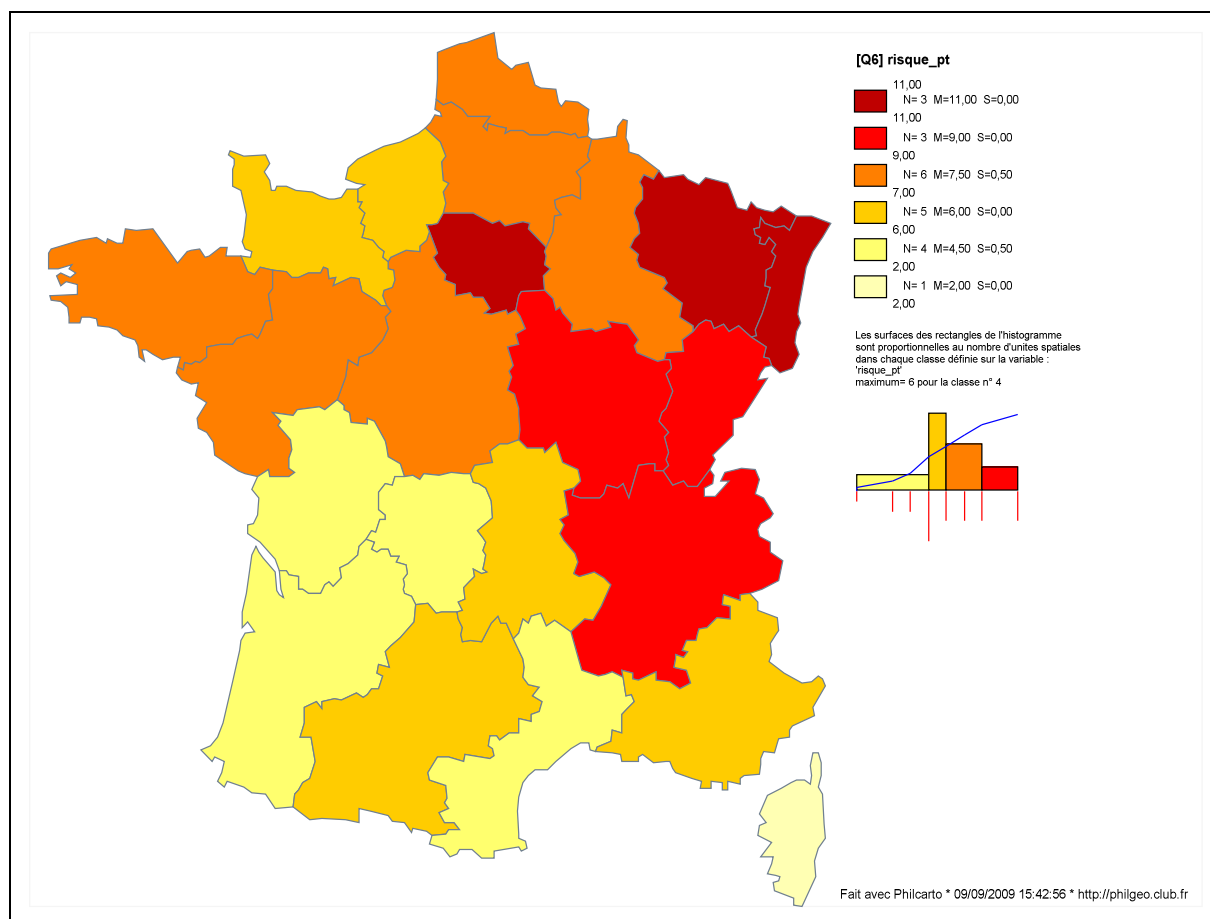 [Q6] risque_pt
11,00
N= 3  M=11,00  S=0,00
11,00
N= 3  M=9,00  S=0,00
9,00
N= 6  M=7,50  S=0,50
7,00
N= 5  M=6,00  S=0,00
6,00
N= 4  M=4,50  S=0,50
2,00
N= 1  M=2,00  S=0,00
2,00
Les surfaces des rectangles de l'histogramme
sont proportionnelles au nombre d'unites spatiales
dans chaque classe définie sur la variable :
'risque_pt'
maximum= 6 pour la classe n° 4
Fait avec Philcarto * 09/09/2009 15:42:56 * http://philgeo.club.fr